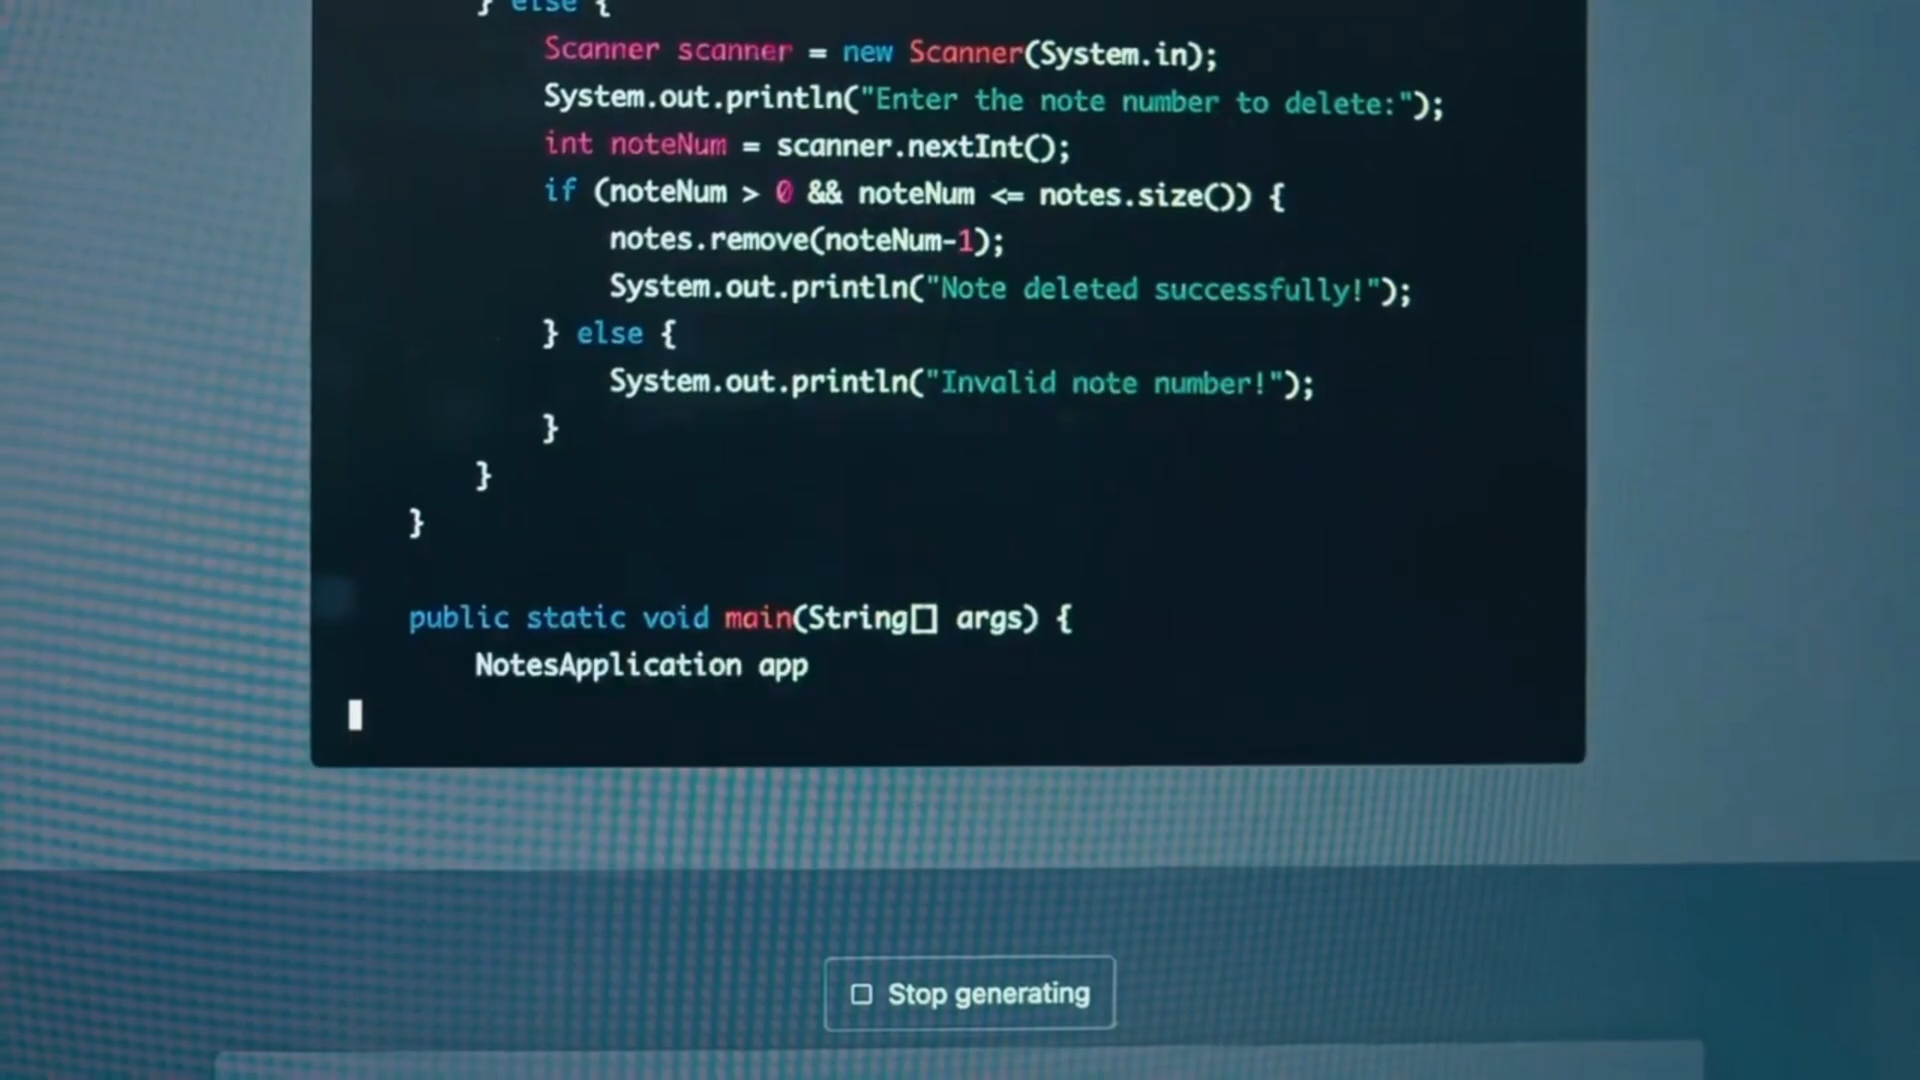 } else {
Scanner scanner = new Scanner(System.in);
System.out.println("Enter the note number to delete:");
int noteNum = scanner.nextInt();
if (noteNum > 0 && noteNum <= notes.size()) {
notes.remove(noteNum-1);
System.out.println("Note deleted successfully!");
} else {
System.out.println("Invalid note number!");
}
}
}
public static void main(String[] args) {
NotesApplication app
Stop generating